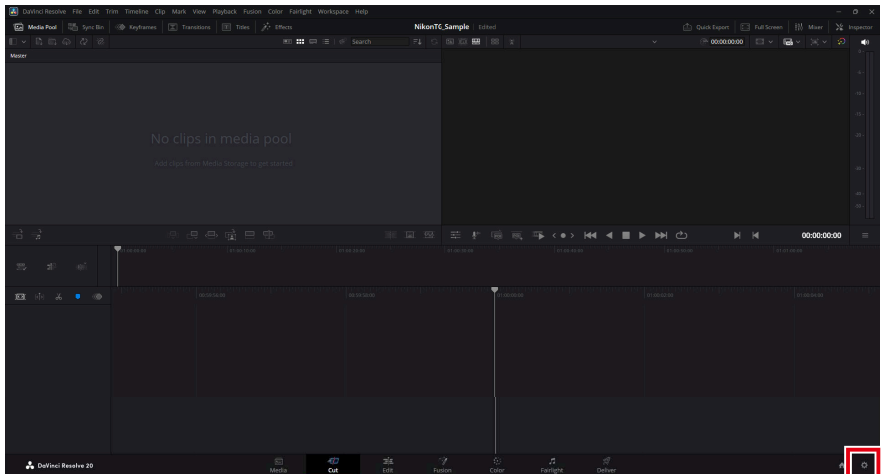 DaVinci Resolve File Edit Trim Timeline Clip Mark View Playback Fusion Color Fairlight Workspace Help
Media Pool Sync Bin Keyframes Transitions Titles Effects NikonTG_Sample Edited Quick Export Full Screen Mixer Inspector
Search 00:00:00:00
Master
No clips in media pool
Add clips from Media Storage to get started
00:00:00:00
DaVinci Resolve 20 Media Cut Edit Fusion Color Fairlight Deliver